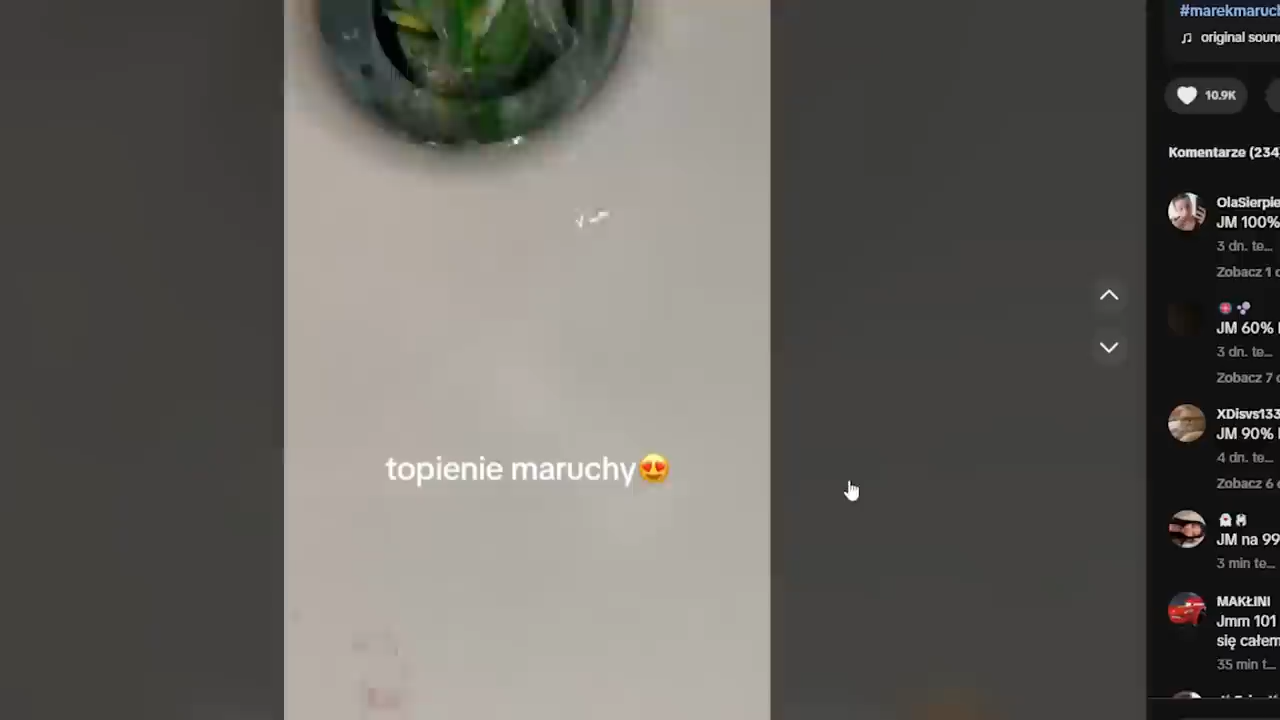 topienie maruchy😍
#marekmaruch
original soun
10.9K
Komentarze (234
OlaSierpie
JM 100%
3 dn. te...
Zobacz 1
JM 60%
3 dn. te...
Zobacz 7
XDisvs133
JM 90%
4 dn. te...
Zobacz 6
JM na 99
3 min te...
MAKŁINI
Jmm 101
się całem
35 min t...